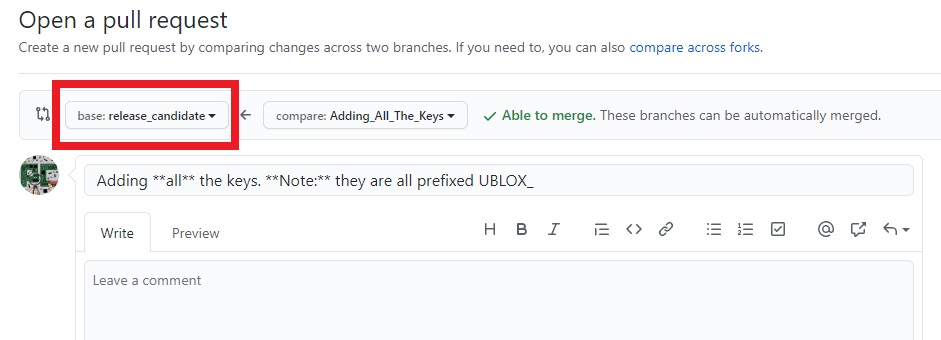 Open a pull request
Create a new pull request by comparing changes across two branches. If you need to, you can also compare across forks.
base: release_candidate
compare: Adding_All_The_Keys
Able to merge. These branches can be automatically merged.
Adding **all** the keys. **Note:** they are all prefixed UBLOX_
Write Preview H B I
Leave a comment